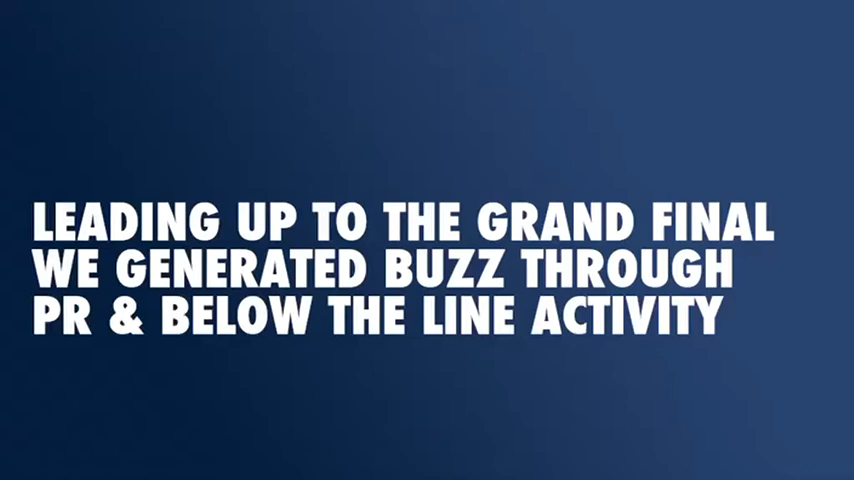 LEADING UP TO THE GRAND FINAL
WE GENERATED BUZZ THROUGH
PR & BELOW THE LINE ACTIVITY